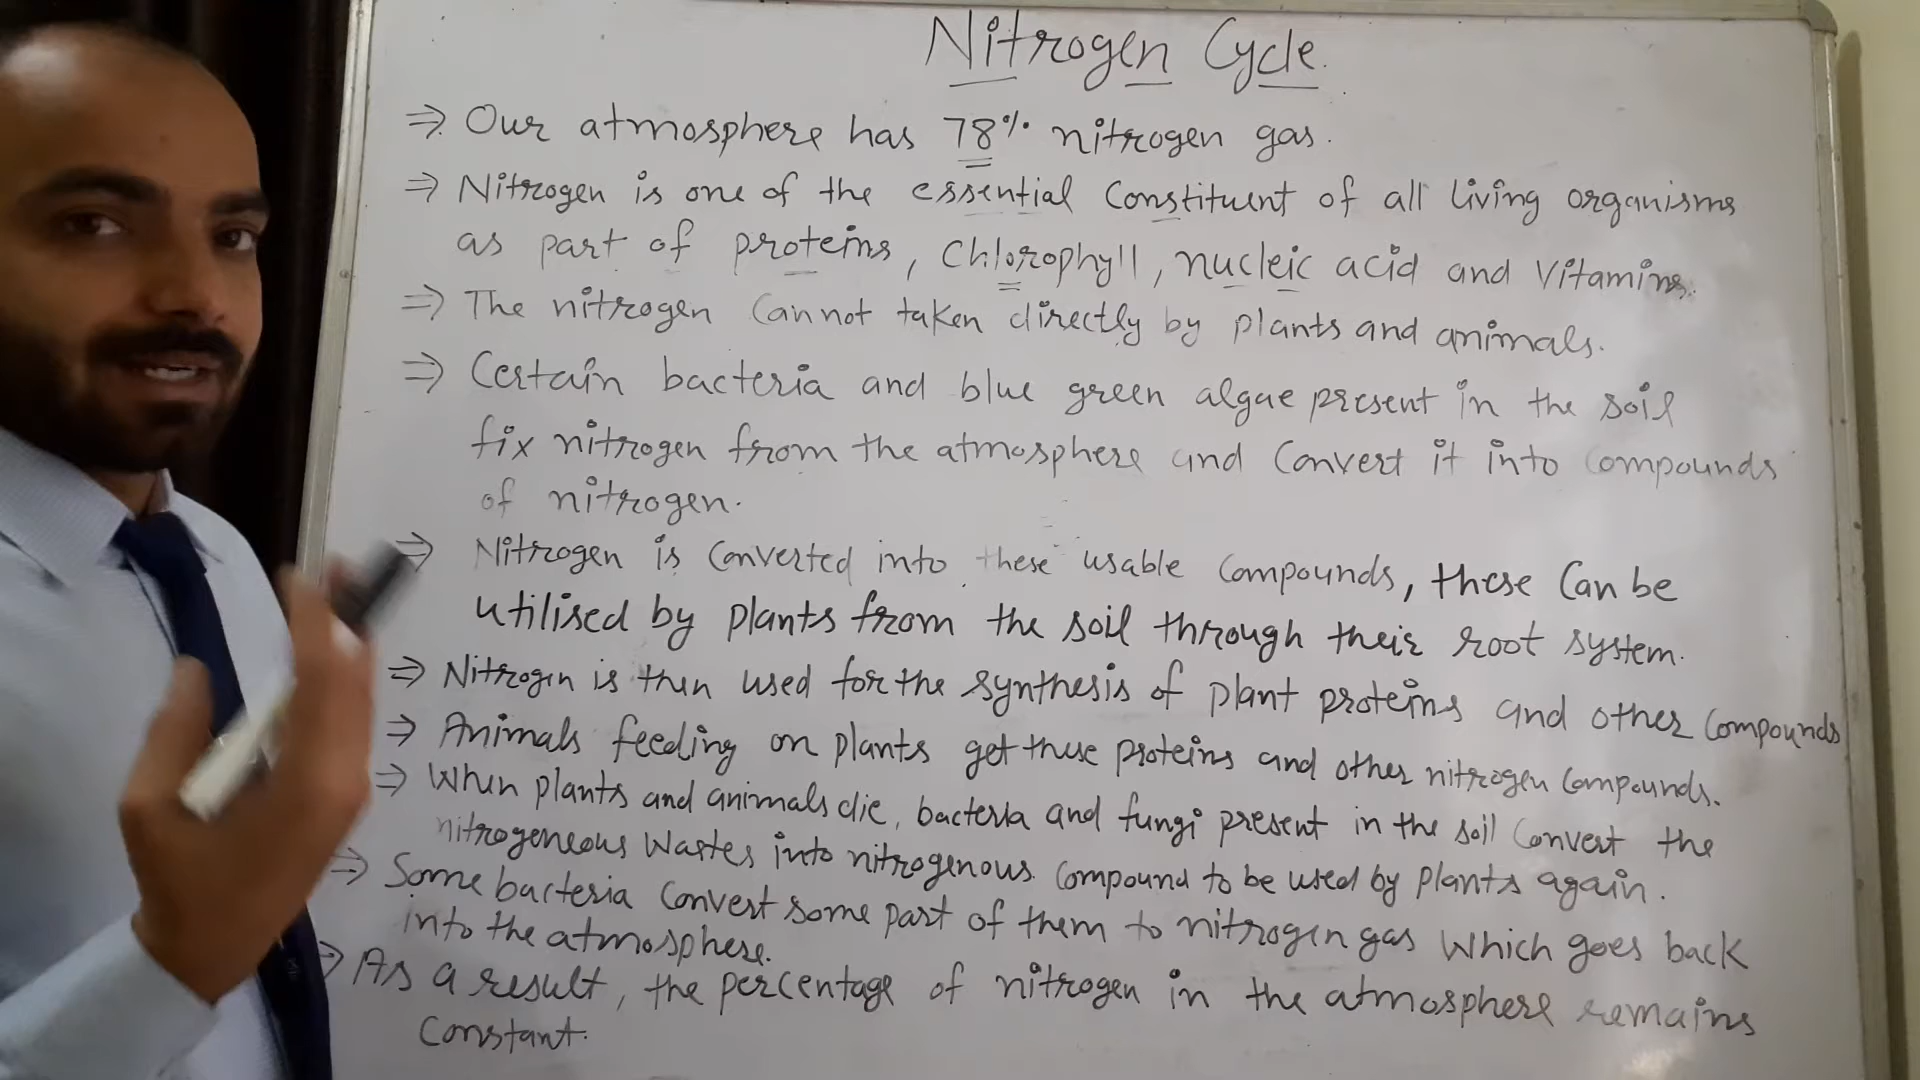 Nitrogen Cycle.
⇒ Our atmosphere has 78% nitrogen gas.
⇒ Nitrogen is one of the essential Constituent of all living organisms
as part of proteins, Chlorophyll, nucleic acid and Vitamins.
⇒ The nitrogen Cannot taken directly by plants and animals.
⇒ Certain bacteria and blue green algae present in the soil
fix nitrogen from the atmosphere and Convert it into Compounds
of nitrogen.
⇒ Nitrogen is Converted into these usable Compounds, these Can be
utilised by plants from the soil through their root system.
⇒ Nitrogen is then used for the synthesis of plant proteins and other Compounds
⇒ Animals feeding on plants get these proteins and other nitrogen Compounds.
⇒ When plants and animals die, bacteria and fungi present in the soil Convert the
nitrogeneous Wastes into nitrogenous. Compound to be used by plants again.
⇒ Some bacteria Convert some part of them to nitrogen gas Which goes back
into the atmosphere.
⇒ As a result, the percentage of nitrogen in the atmosphere remains
Constant.